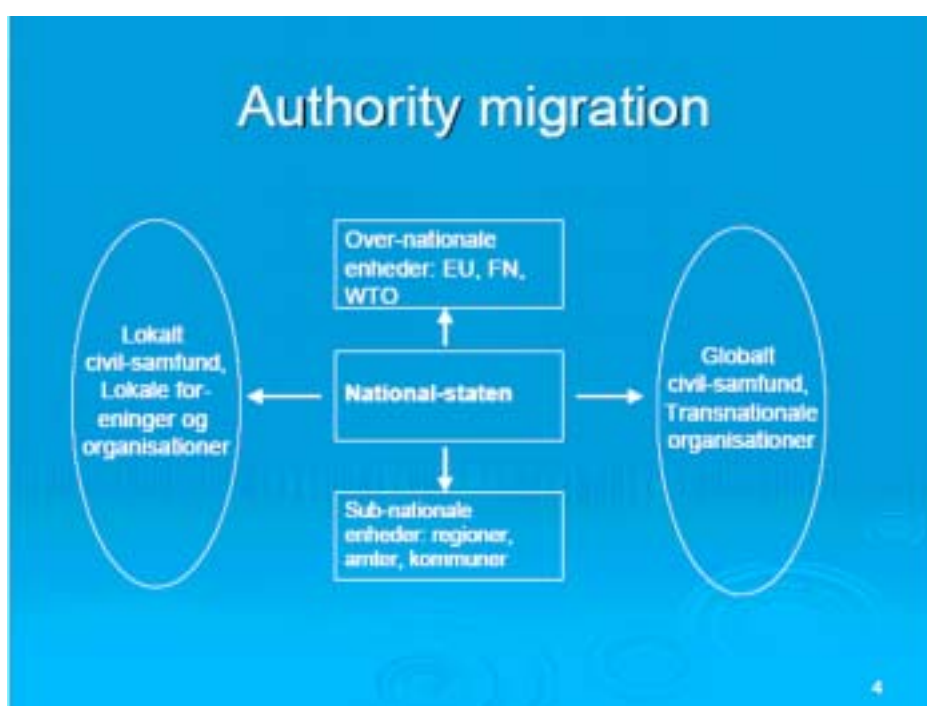 Authority migration
Over-nationale
enheder: EU, FN,
WTO
Lokalt
civil-samfund,
Lokale for-
eninger og
organisationer
National-staten
Globalt
civil-samfund,
Transnationale
organisationer
Sub-nationale
enheder: regioner,
amter, kommuner
4